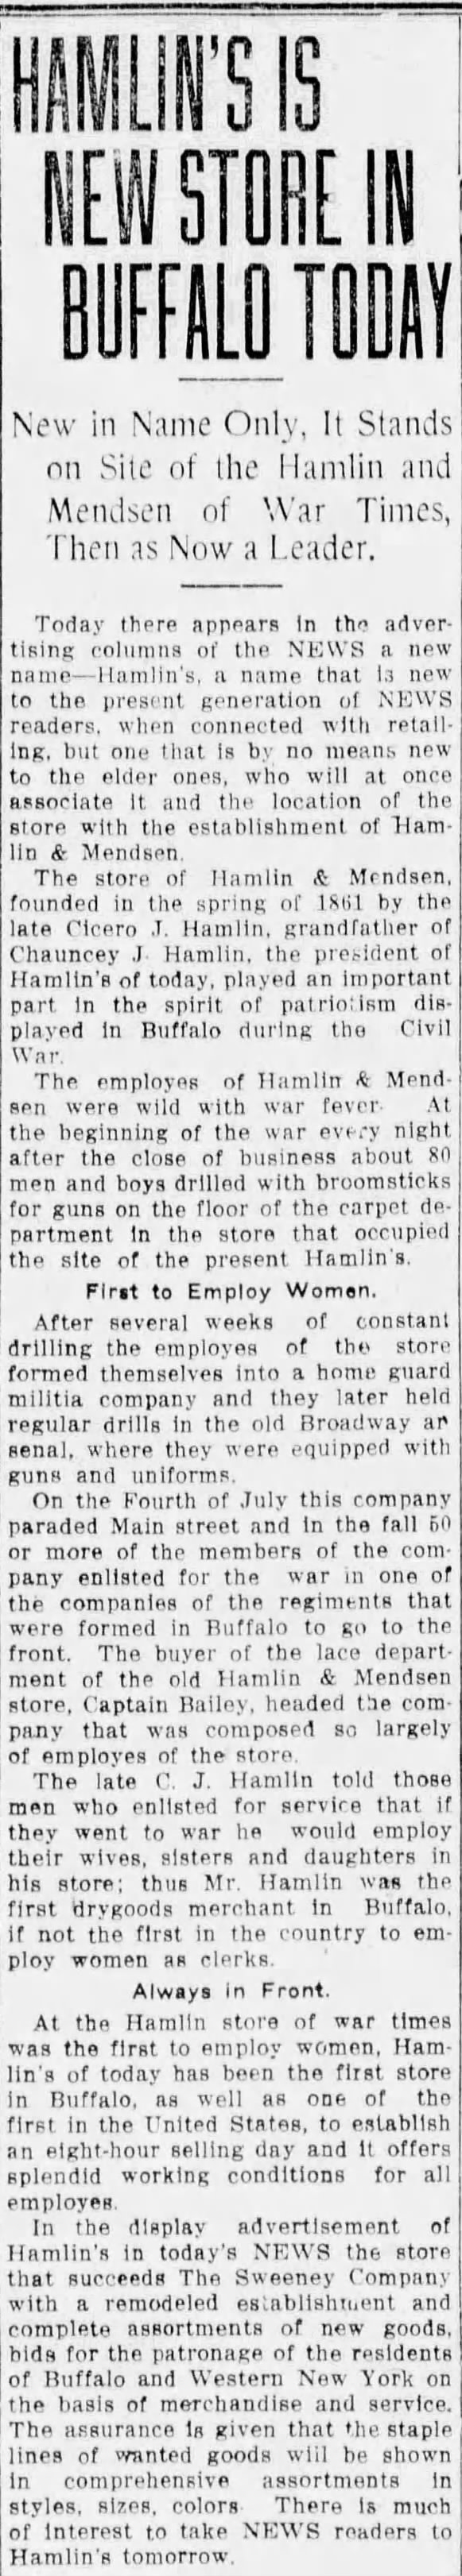 HAMLIN'S IS
NEW STORE IN
BUFFALO TODAY
New in Name Only, It Stands
on Site of the Hamlin and
Mendsen of War Times,
Then as Now a Leader.
Today there appears in the adver-
tising columns of the NEWS a new
name—Hamlin's, a name that is new
to the present generation of NEWS
readers, when connected with retail-
ing, but one that is by no means new
to the elder ones, who will at once
associate it and the location of the
store with the establishment of Ham-
lin & Mendsen.
The store of Hamlin & Mendsen,
founded in the spring of 1861 by the
late Cicero J. Hamlin, grandfather of
Chauncey J. Hamlin, the president of
Hamlin's of today, played an important
part in the spirit of patriotism dis-
played in Buffalo during the Civil
War.
The employes of Hamlin & Mend-
sen were wild with war fever. At
the beginning of the war every night
after the close of business about 80
men and boys drilled with broomsticks
for guns on the floor of the carpet de-
partment in the store that occupied
the site of the present Hamlin's.
First to Employ Women.
After several weeks of constant
drilling the employes of the store
formed themselves into a home guard
militia company and they later held
regular drills in the old Broadway ar
senal, where they were equipped with
guns and uniforms.
On the Fourth of July this company
paraded Main street and in the fall 50
or more of the members of the com-
pany enlisted for the war in one of
the companies of the regiments that
were formed in Buffalo to go to the
front. The buyer of the lace depart-
ment of the old Hamlin & Mendsen
store, Captain Bailey, headed the com-
pany that was composed so largely
of employes of the store.
The late C. J. Hamlin told those
men who enlisted for service that if
they went to war he would employ
their wives, sisters and daughters in
his store; thus Mr. Hamlin was the
first drygoods merchant in Buffalo,
if not the first in the country to em-
ploy women as clerks.
Always in Front.
At the Hamlin store of war times
was the first to employ women, Ham-
lin's of today has been the first store
in Buffalo, as well as one of the
first in the United States, to establish
an eight-hour selling day and it offers
splendid working conditions for all
employes.
In the display advertisement of
Hamlin's in today's NEWS the store
that succeeds The Sweeney Company
with a remodeled establishment and
complete assortments of new goods,
bids for the patronage of the residents
of Buffalo and Western New York on
the basis of merchandise and service.
The assurance is given that the staple
lines of wanted goods will be shown
in comprehensive assortments in
styles, sizes, colors. There is much
of interest to take NEWS readers to
Hamlin's tomorrow.